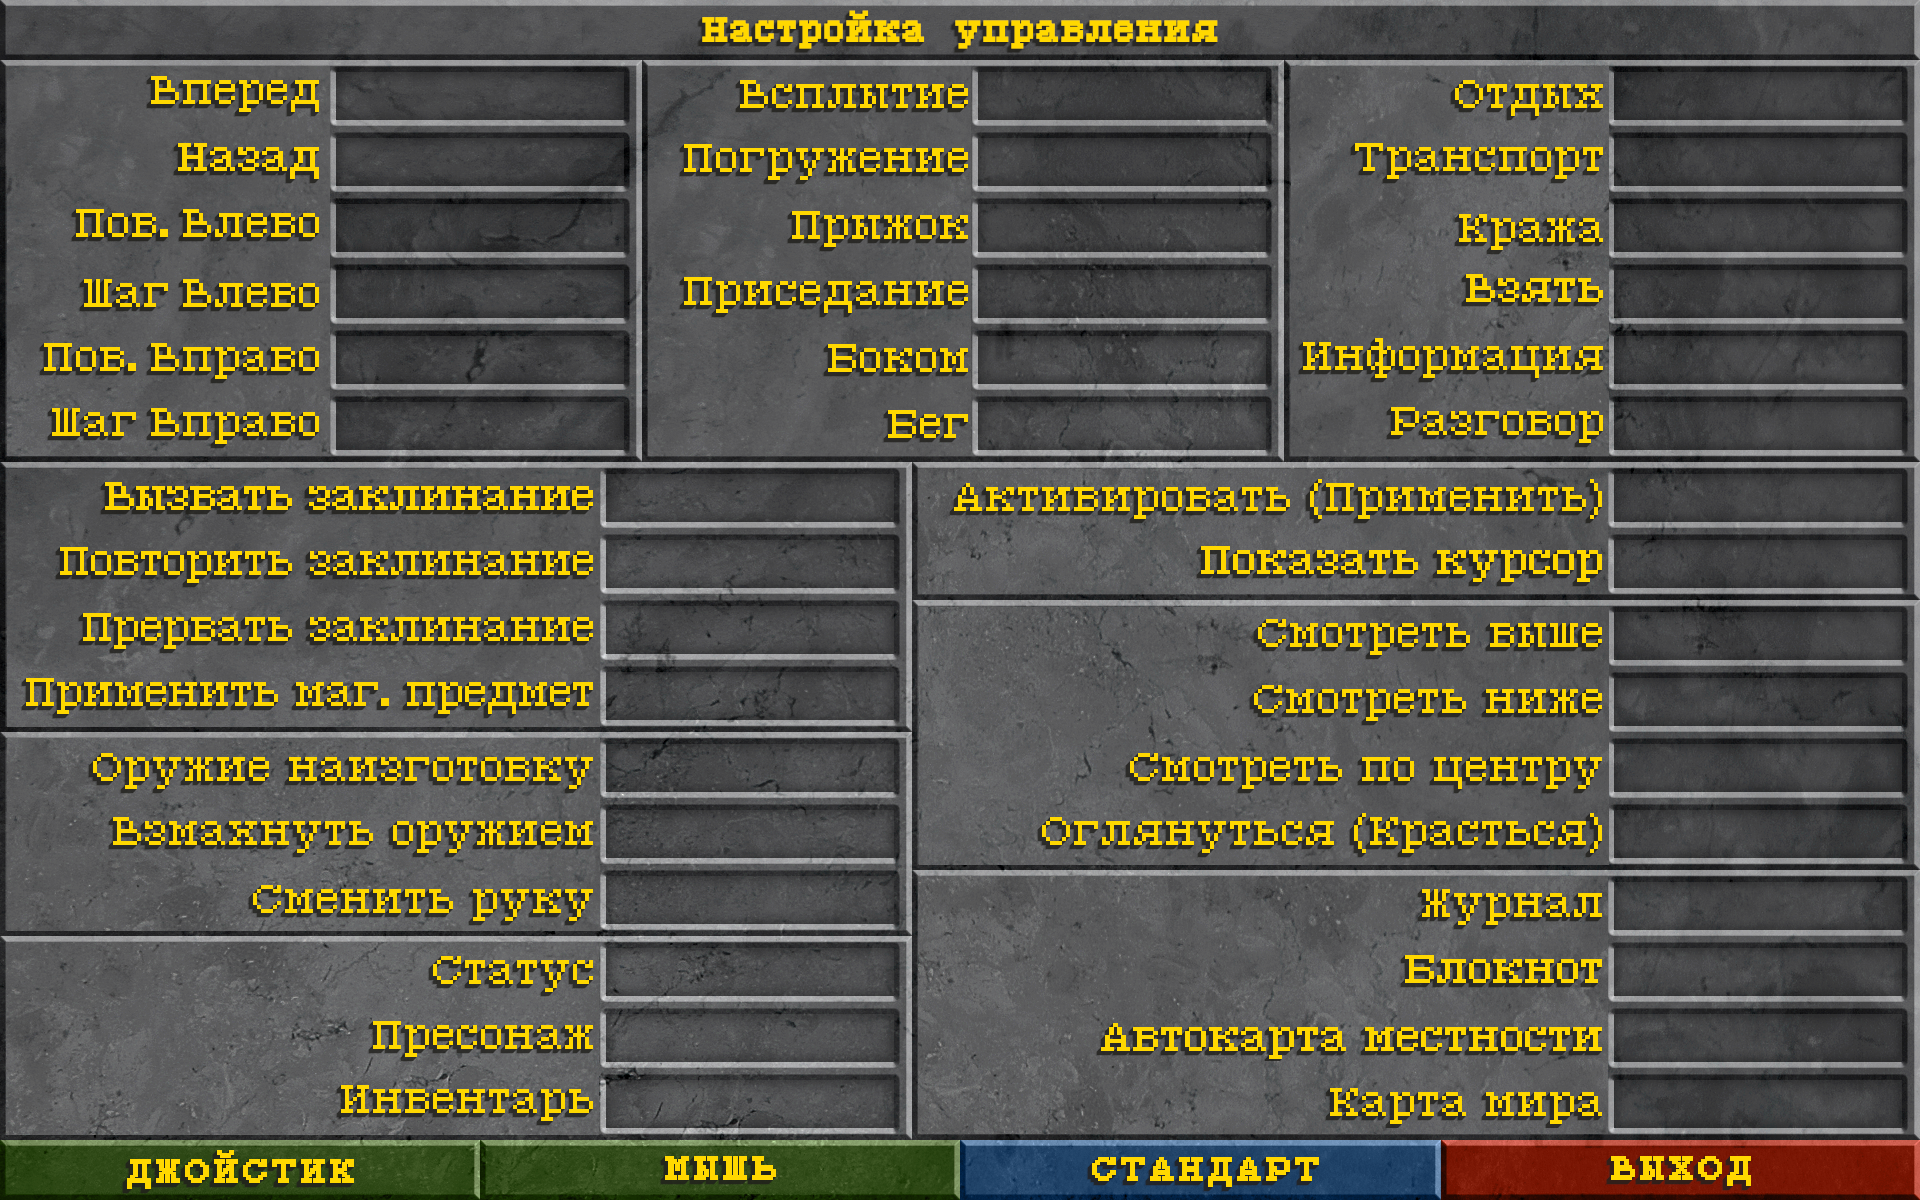 Настройка управления
Вперед
Назад
Пов. Влево
Шаг Влево
Пов. Вправо
Шаг Вправо
Всплытие
Погружение
Прыжок
Приседание
Боком
Бег
Отдых
Транспорт
Кража
Взять
Информация
Разговор
Вызвать заклинание
Повторить заклинание
Прервать заклинание
Применить маг. предмет
Оружие наизготовку
Взмахнуть оружием
Сменить руку
Статус
Пресонаж
Инвентарь
Активировать (Применить)
Показать курсор
Смотреть выше
Смотреть ниже
Смотреть по центру
Оглянуться (Красться)
Журнал
Блокнот
Автокарта местности
Карта мира
ДЖОЙСТИК
МЫШЬ
СТАНДАРТ
ВЫХОД